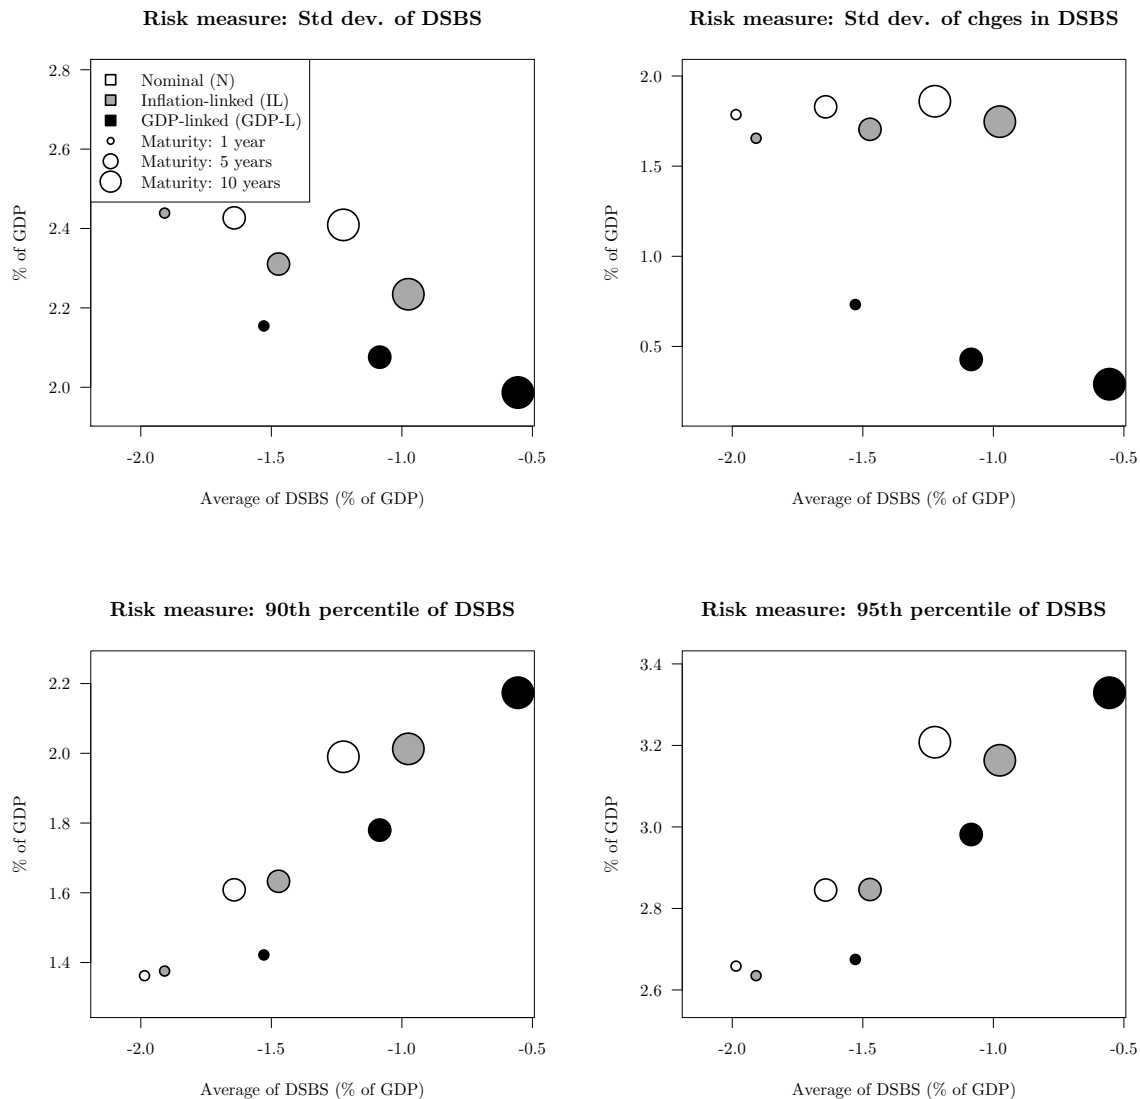 Risk measure: Std dev. of DSBS
2.8
2.6
2.4
2.2
2.0
% of GDP
Nominal (N)
Inflation-linked (IL)
GDP-linked (GDP-L)
Maturity: 1 year
Maturity: 5 years
Maturity: 10 years
-2.0 -1.5 -1.0 -0.5
Average of DSBS (% of GDP)
Risk measure: Std dev. of chges in DSBS
2.0
1.5
1.0
0.5
% of GDP
-2.0 -1.5 -1.0 -0.5
Average of DSBS (% of GDP)
Risk measure: 90th percentile of DSBS
2.2
2.0
1.8
1.6
1.4
% of GDP
-2.0 -1.5 -1.0 -0.5
Average of DSBS (% of GDP)
Risk measure: 95th percentile of DSBS
3.4
3.2
3.0
2.8
2.6
% of GDP
-2.0 -1.5 -1.0 -0.5
Average of DSBS (% of GDP)